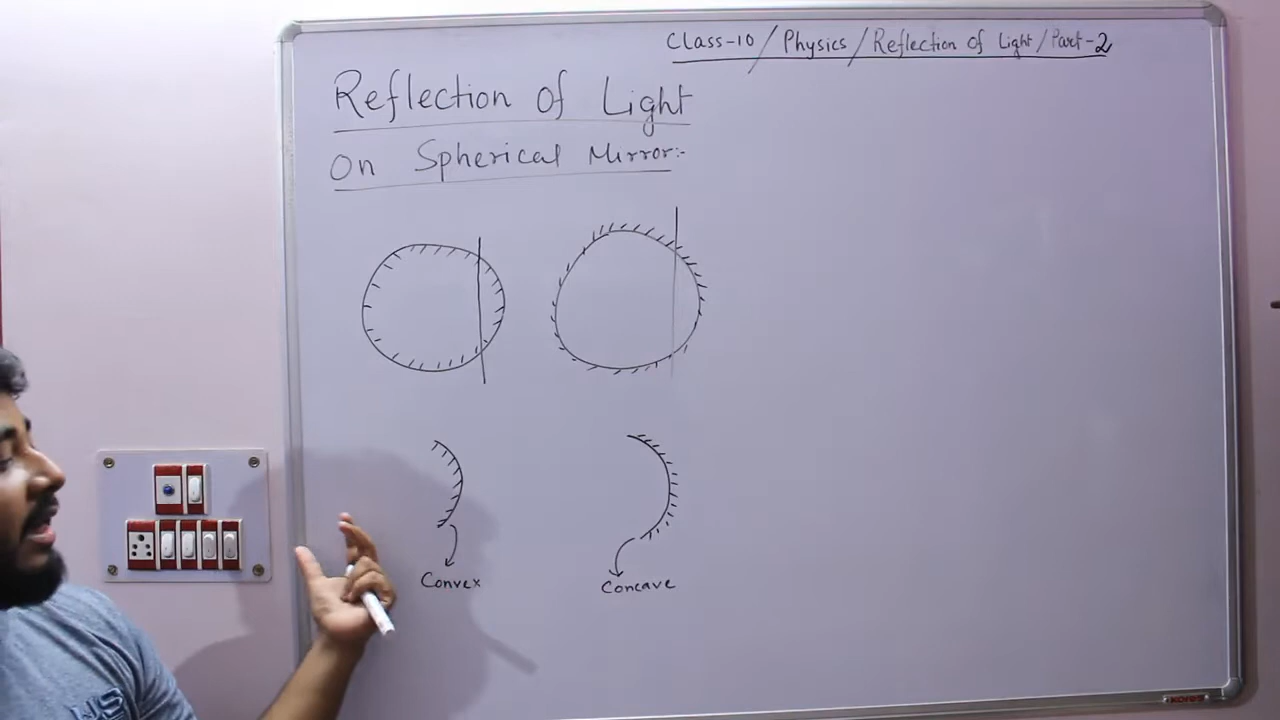 Class-10/Physics/Reflection of Light/Part-2
Reflection of Light
On Spherical Mirror:-
Convex
Concave